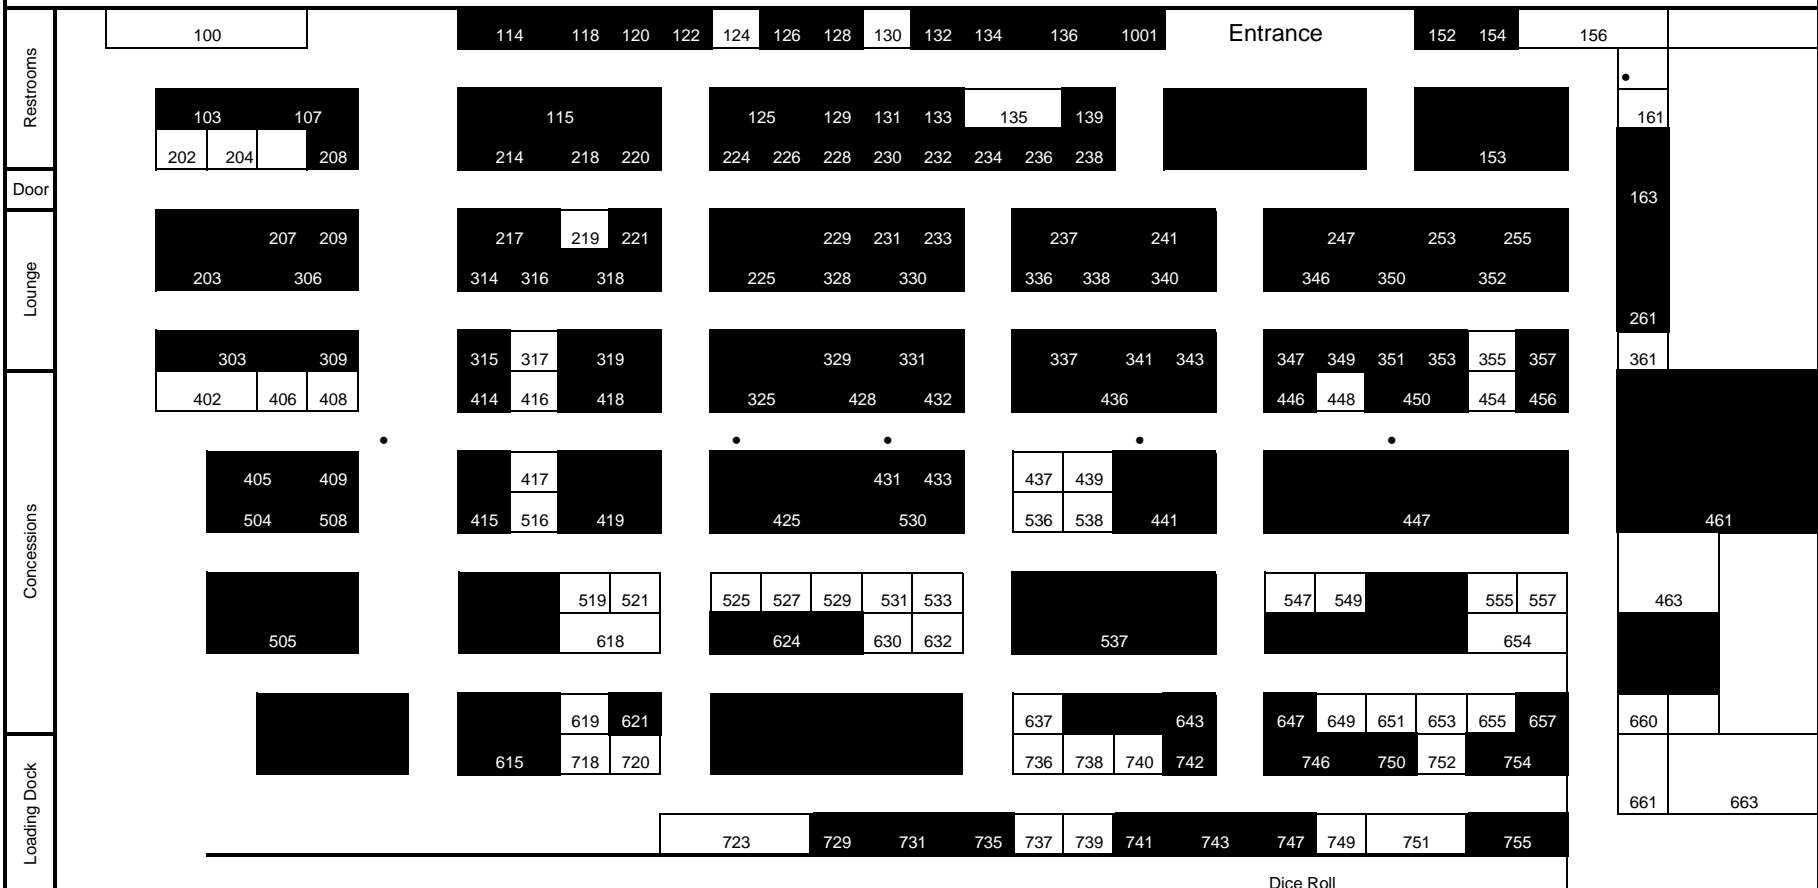 100 114 118 120 122 124 126 128 130 132 134 136 1001 Entrance 152 154 156
Restrooms
103 107 115 125 129 131 133 135 139 161
202 204 208 214 218 220 224 226 228 230 232 234 236 238 153
Door
163
207 209 217 219 221 229 231 233 237 241 247 253 255
Lounge
203 306 314 316 318 225 328 330 336 338 340 346 350 352
261
303 309 315 317 319 329 331 337 341 343 347 349 351 353 355 357 361
402 406 408 414 416 418 325 428 432 436 446 448 450 454 456
405 409 417 431 433 437 439
504 508 415 516 419 425 530 536 538 441 447 461
Concessions
519 521 525 527 529 531 533 547 549 555 557 463
505 618 624 630 632 537 654
619 621 637 643 647 649 651 653 655 657 660
615 718 720 736 738 740 742 746 750 752 754
661 663
Loading Dock
723 729 731 735 737 739 741 743 747 749 751 755
Dice Roll